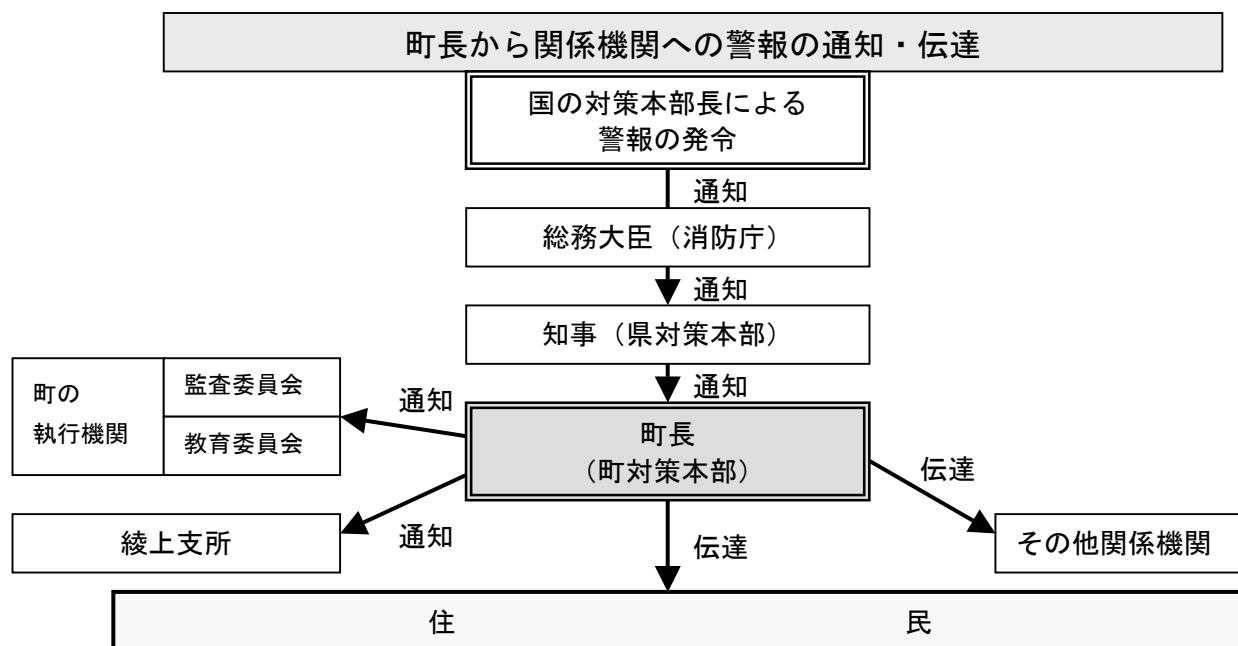 町長から関係機関への警報の通知・伝達
国の対策本部長による
警報の発令
通知
総務大臣（消防庁）
通知
知事（県対策本部）
通知
町の
執行機関
監査委員会
教育委員会
通知
町長
（町対策本部）
伝達
綾上支所
通知
伝達
その他関係機関
住民